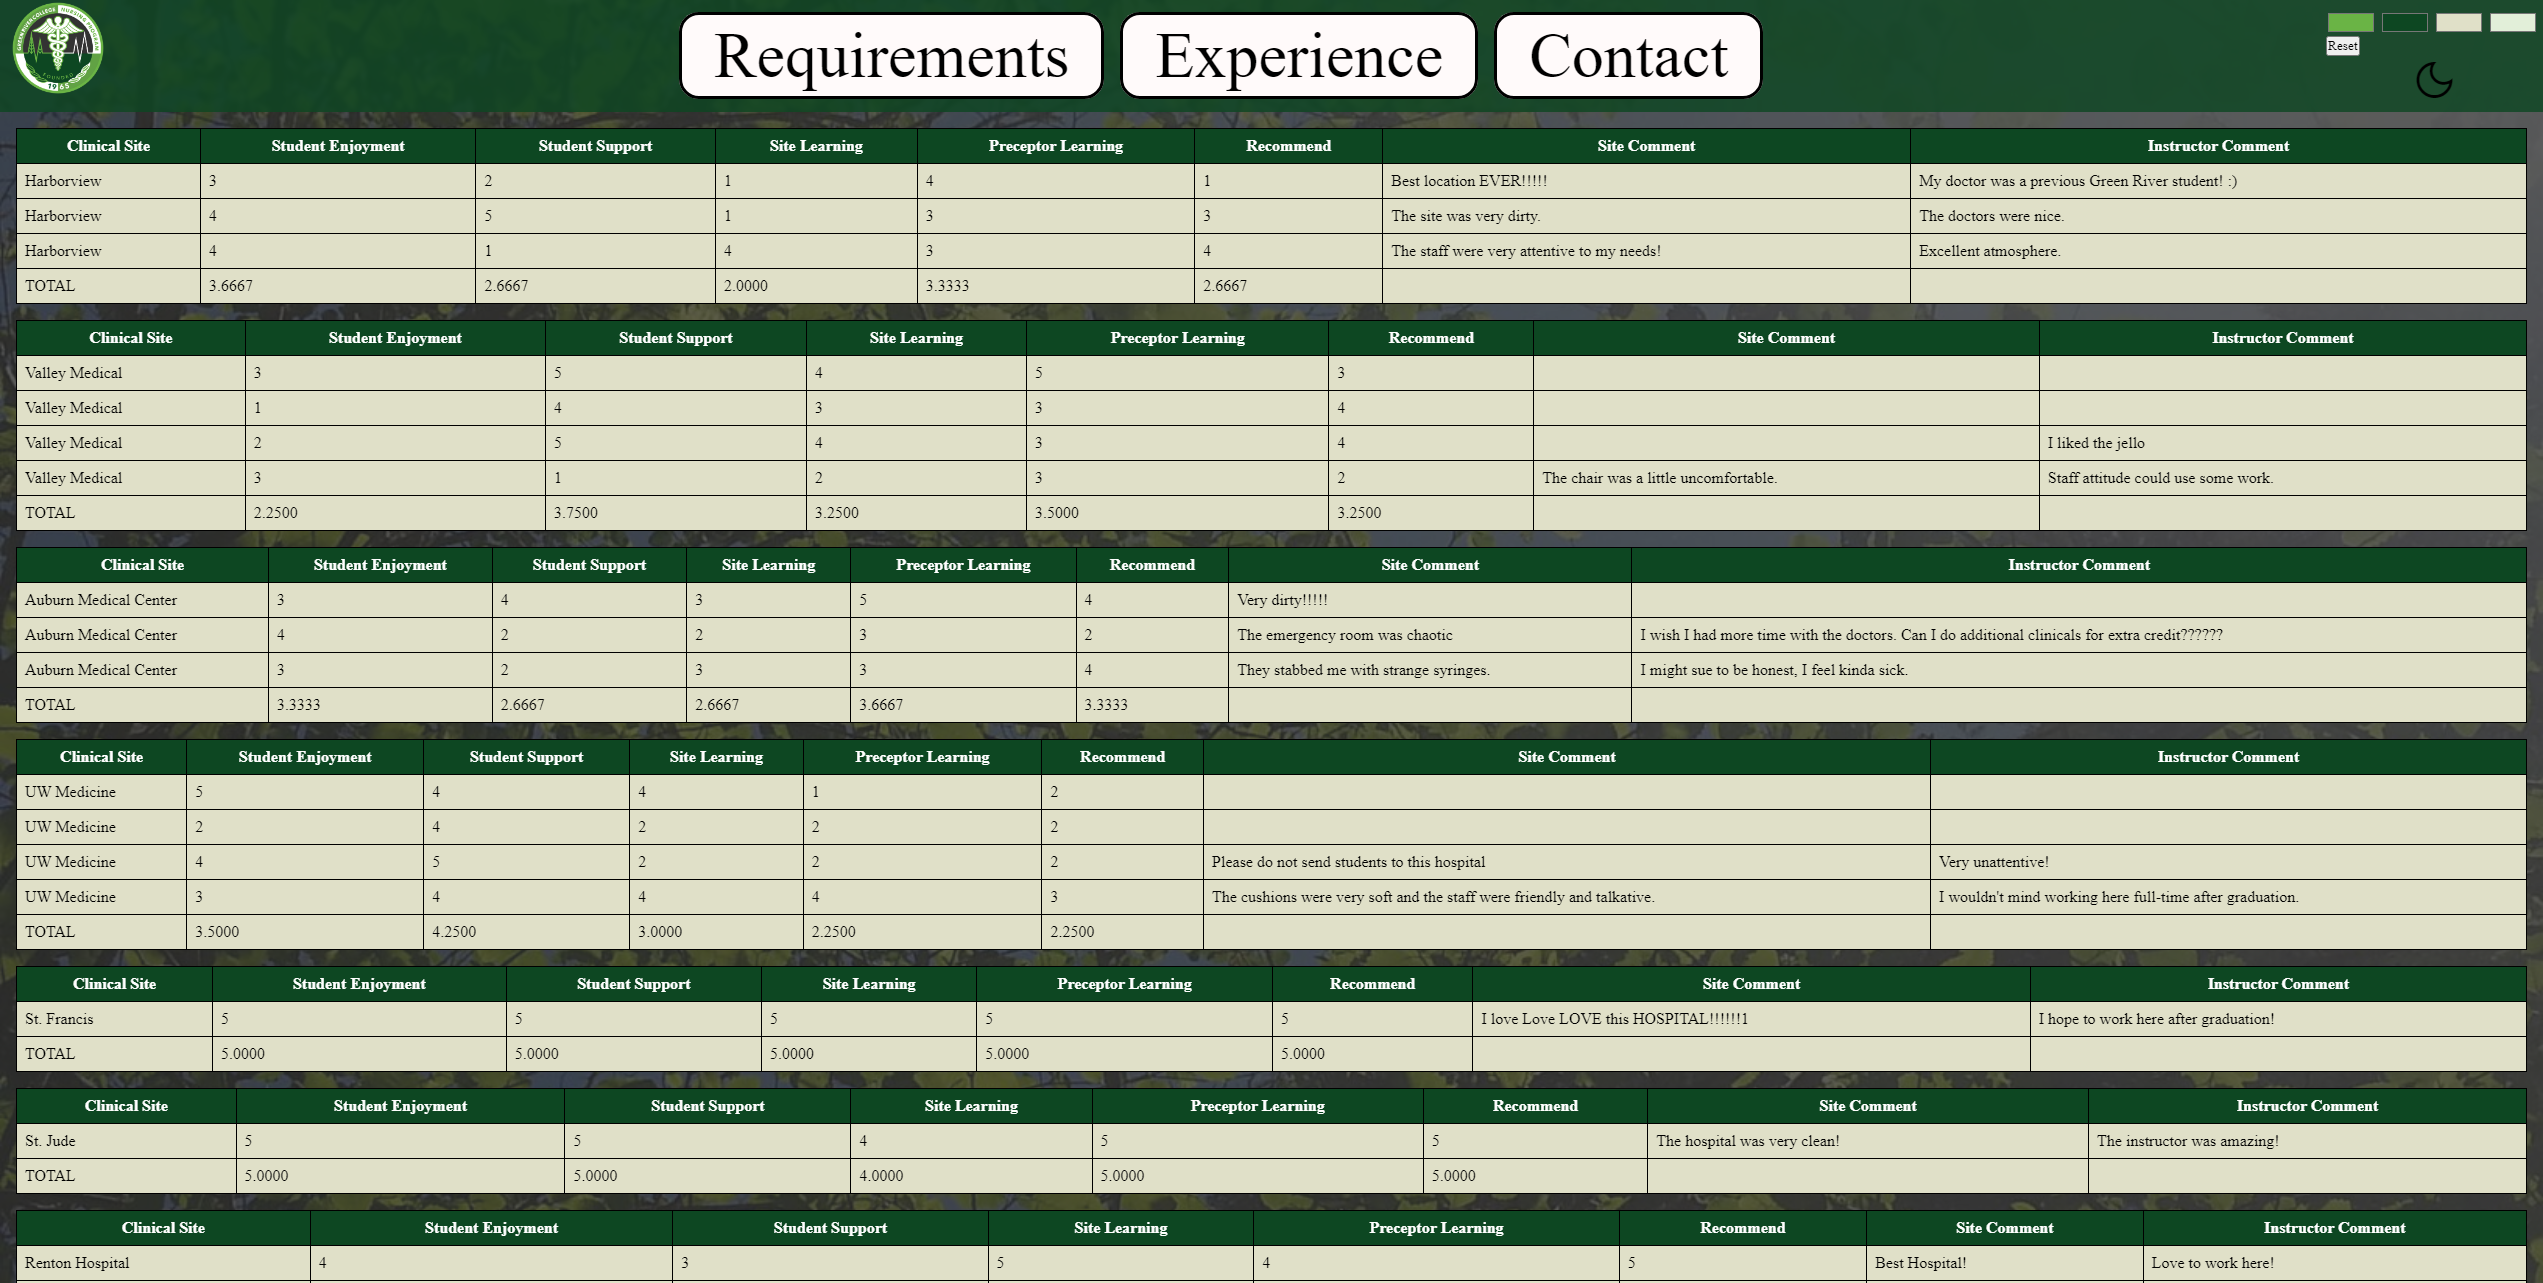 GREEN RIVER COLLEGE NURSING PROGRAM
FOUNDED
1965
Requirements Experience Contact
Reset
Clinical Site Student Enjoyment Student Support Site Learning Preceptor Learning Recommend Site Comment Instructor Comment
Harborview 3 2 1 4 1 Best location EVER!!!!! My doctor was a previous Green River student! :)
Harborview 4 5 1 3 3 The site was very dirty. The doctors were nice.
Harborview 4 1 4 3 4 The staff were very attentive to my needs! Excellent atmosphere.
TOTAL 3.6667 2.6667 2.0000 3.3333 2.6667
Clinical Site Student Enjoyment Student Support Site Learning Preceptor Learning Recommend Site Comment Instructor Comment
Valley Medical 3 5 4 5 3
Valley Medical 1 4 3 3 4
Valley Medical 2 5 4 3 4 I liked the jello
Valley Medical 3 1 2 3 2 The chair was a little uncomfortable. Staff attitude could use some work.
TOTAL 2.2500 3.7500 3.2500 3.5000 3.2500
Clinical Site Student Enjoyment Student Support Site Learning Preceptor Learning Recommend Site Comment Instructor Comment
Auburn Medical Center 3 4 3 5 4 Very dirty!!!!!
Auburn Medical Center 4 2 2 3 2 The emergency room was chaotic I wish I had more time with the doctors. Can I do additional clinicals for extra credit??????
Auburn Medical Center 3 2 3 3 4 They stabbed me with strange syringes. I might sue to be honest, I feel kinda sick.
TOTAL 3.3333 2.6667 2.6667 3.6667 3.3333
Clinical Site Student Enjoyment Student Support Site Learning Preceptor Learning Recommend Site Comment Instructor Comment
UW Medicine 5 4 4 1 2
UW Medicine 2 4 2 2 2
UW Medicine 4 5 2 2 2 Please do not send students to this hospital Very unattentive!
UW Medicine 3 4 4 4 3 The cushions were very soft and the staff were friendly and talkative. I wouldn't mind working here full-time after graduation.
TOTAL 3.5000 4.2500 3.0000 2.2500 2.2500
Clinical Site Student Enjoyment Student Support Site Learning Preceptor Learning Recommend Site Comment Instructor Comment
St. Francis 5 5 5 5 5 I love Love LOVE this HOSPITAL!!!!!!1 I hope to work here after graduation!
TOTAL 5.0000 5.0000 5.0000 5.0000 5.0000
Clinical Site Student Enjoyment Student Support Site Learning Preceptor Learning Recommend Site Comment Instructor Comment
St. Jude 5 5 4 5 5 The hospital was very clean! The instructor was amazing!
TOTAL 5.0000 5.0000 4.0000 5.0000 5.0000
Clinical Site Student Enjoyment Student Support Site Learning Preceptor Learning Recommend Site Comment Instructor Comment
Renton Hospital 4 3 5 4 5 Best Hospital! Love to work here!